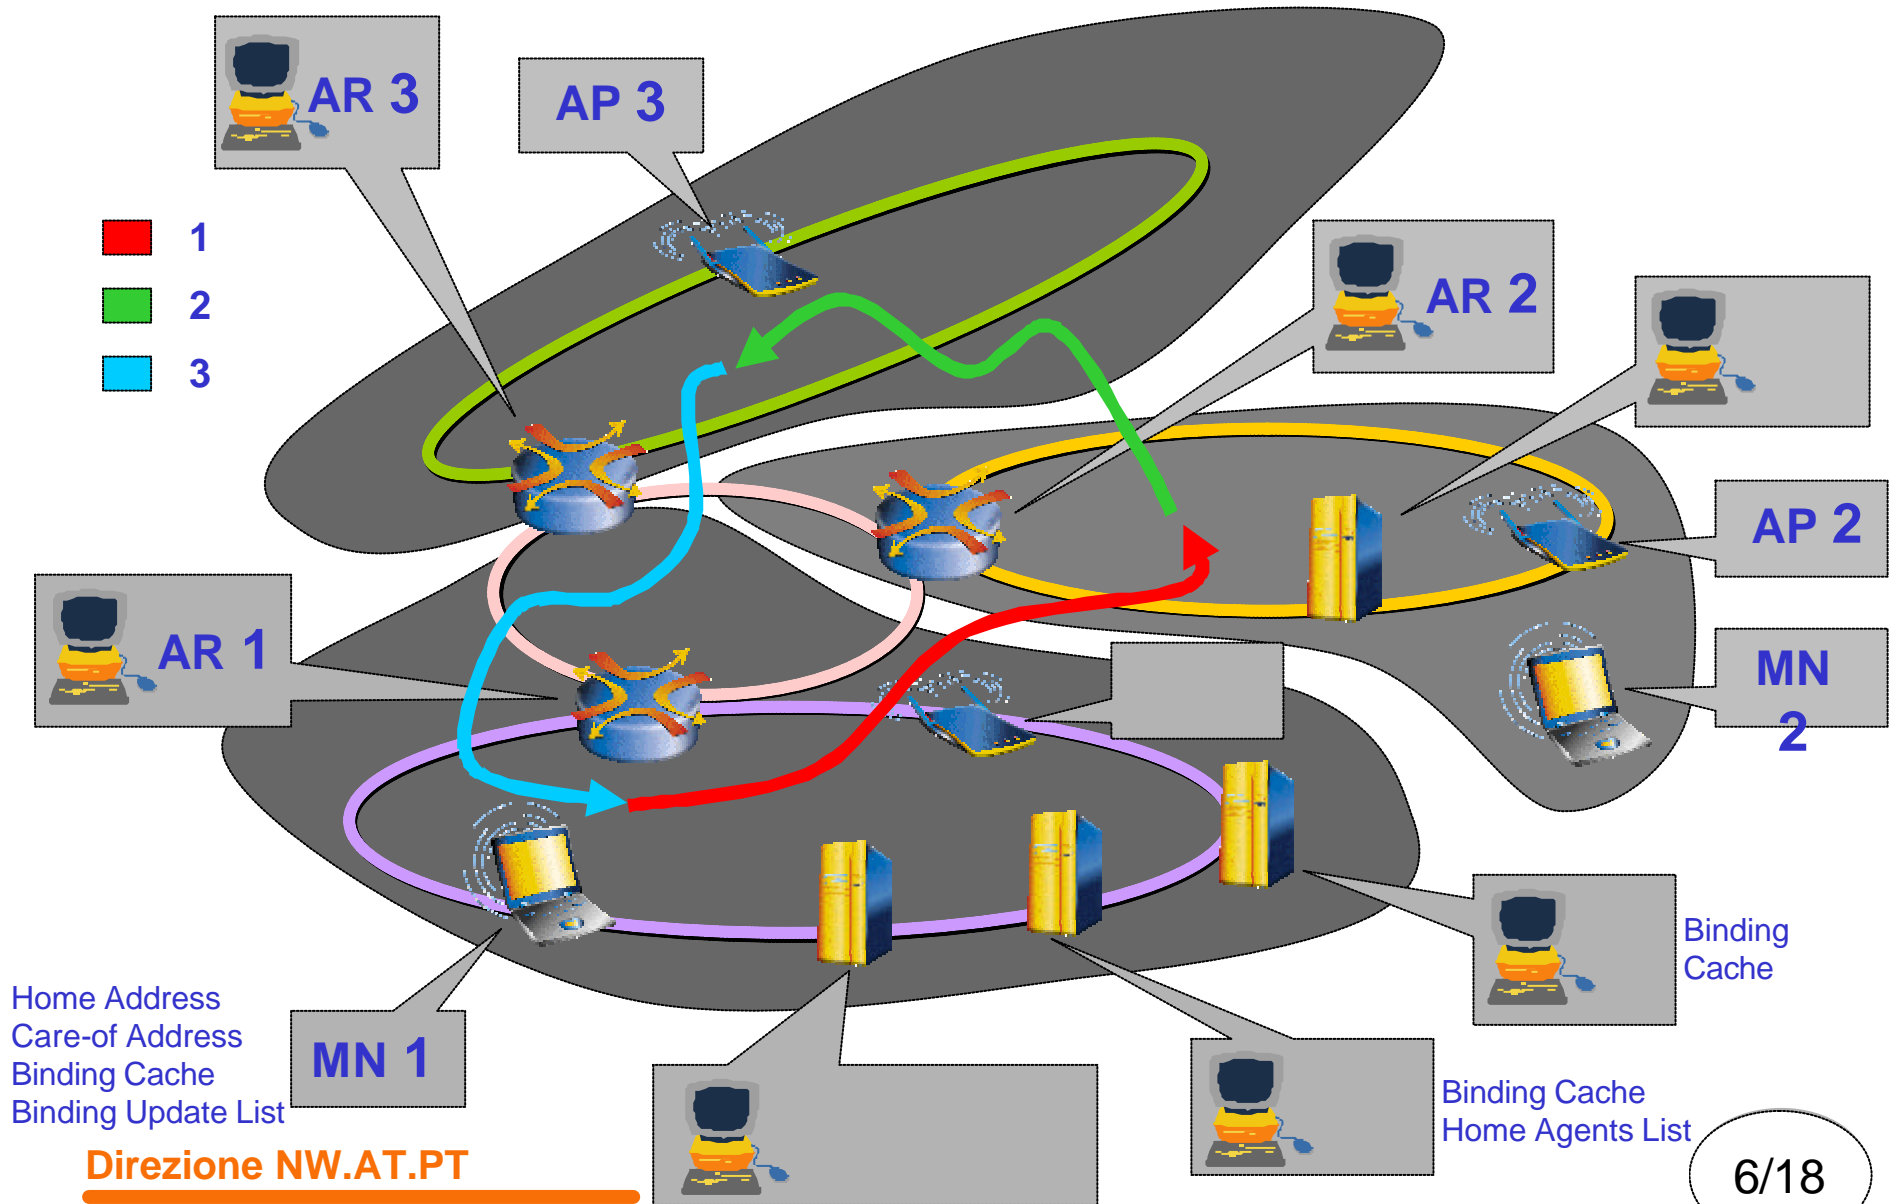 AR 3
AP 3
1
2
3
AR 2
AP 2
AR 1
MN
2
Binding
Cache
Home Address
Care-of Address
Binding Cache
Binding Update List
MN 1
Binding Cache
Home Agents List
Direzione NW.AT.PT
6/18